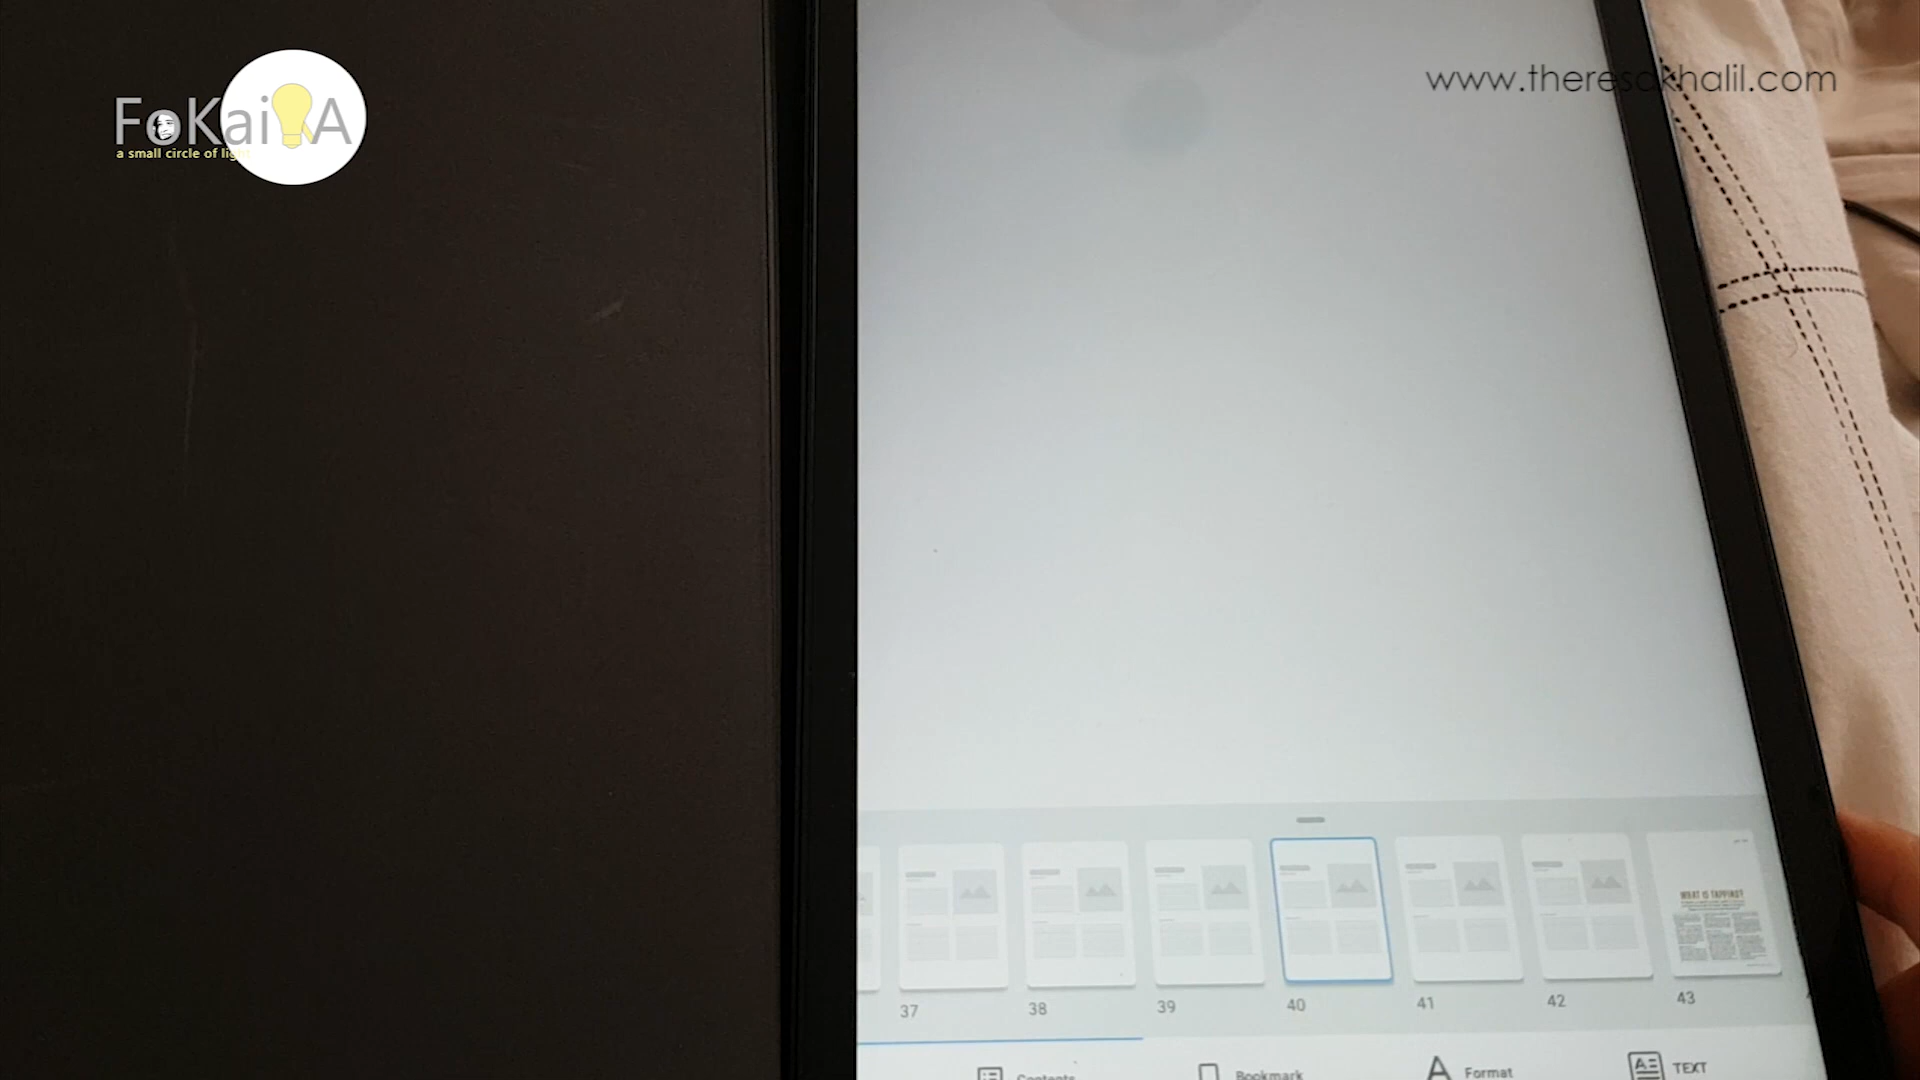 www.theresakhalil.com
FoKaiA
a small circle of light
WHAT IS TAPPING?
37
38
39
40
41
42
43
Contents
Bookmark
Format
TEXT